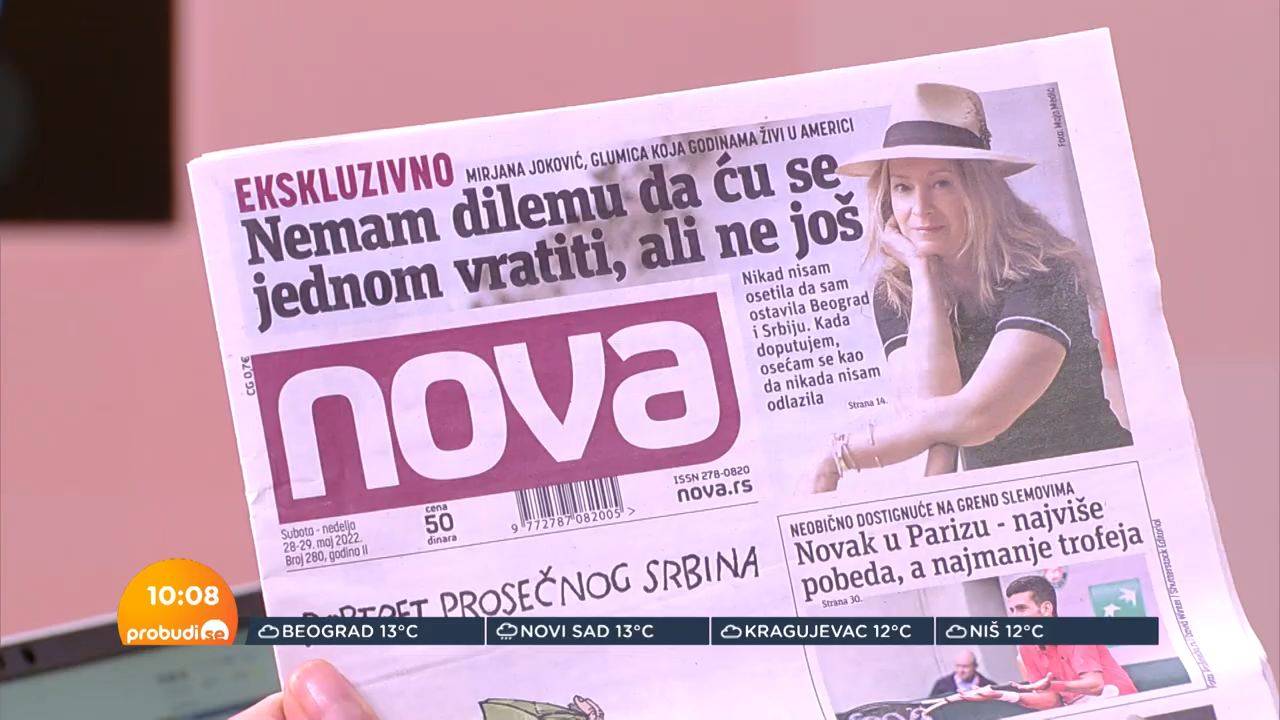 EKSKLUZIVNO MIRJANA JOKOVIĆ, GLUMICA KOJA GODINAMA ŽIVI U AMERICI
Nemam dilemu da ću se
jednom vratiti, ali ne još
Nikad nisam
osetila da sam
ostavila Beograd
i Srbiju. Kada
doputujem,
osećam se kao
da nikada nisam
odlazila
Strana 14.
Foto: Maja Medić
CG 0,7€
nova
Subota - nedelja
28-29. maj 2022.
Broj 280, godina II
cena
50
dinara
9 772787 082005 >
ISSN 278-0820
nova.rs
NEOBIČNO DOSTIGNUĆE NA GREND SLEMOVIMA
Novak u Parizu - najviše
pobeda, a najmanje trofeja
Strana 30.
PORTRET PROSEČNOG SRBINA
10:08
probudi se
BEOGRAD 13°C
NOVI SAD 13°C
KRAGUJEVAC 12°C
NIŠ 12°C